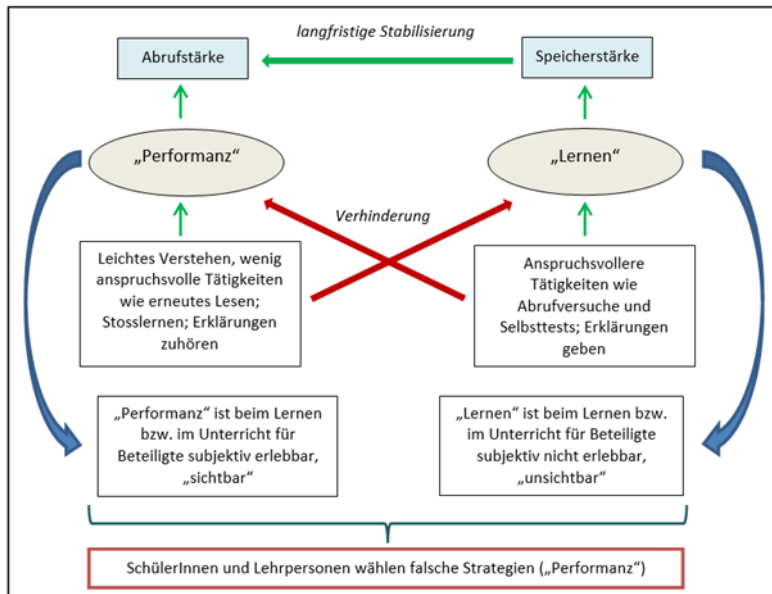 langfristige Stabilisierung
Abrufstärke
Speicherstärke
„Performanz“
„Lernen“
Verhinderung
Leichtes Verstehen, wenig
anspruchsvolle Tätigkeiten
wie erneutes Lesen;
Stosslernen; Erklärungen
zuhören
Anspruchsvollere
Tätigkeiten wie
Abrufversuche und
Selbsttests; Erklärungen
geben
„Performanz“ ist beim Lernen
bzw. im Unterricht für
Beteiligte subjektiv erlebbar,
„sichtbar“
„Lernen“ ist beim Lernen bzw.
im Unterricht für Beteiligte
subjektiv nicht erlebbar,
„unsichtbar“
SchülerInnen und Lehrpersonen wählen falsche Strategien („Performanz“)